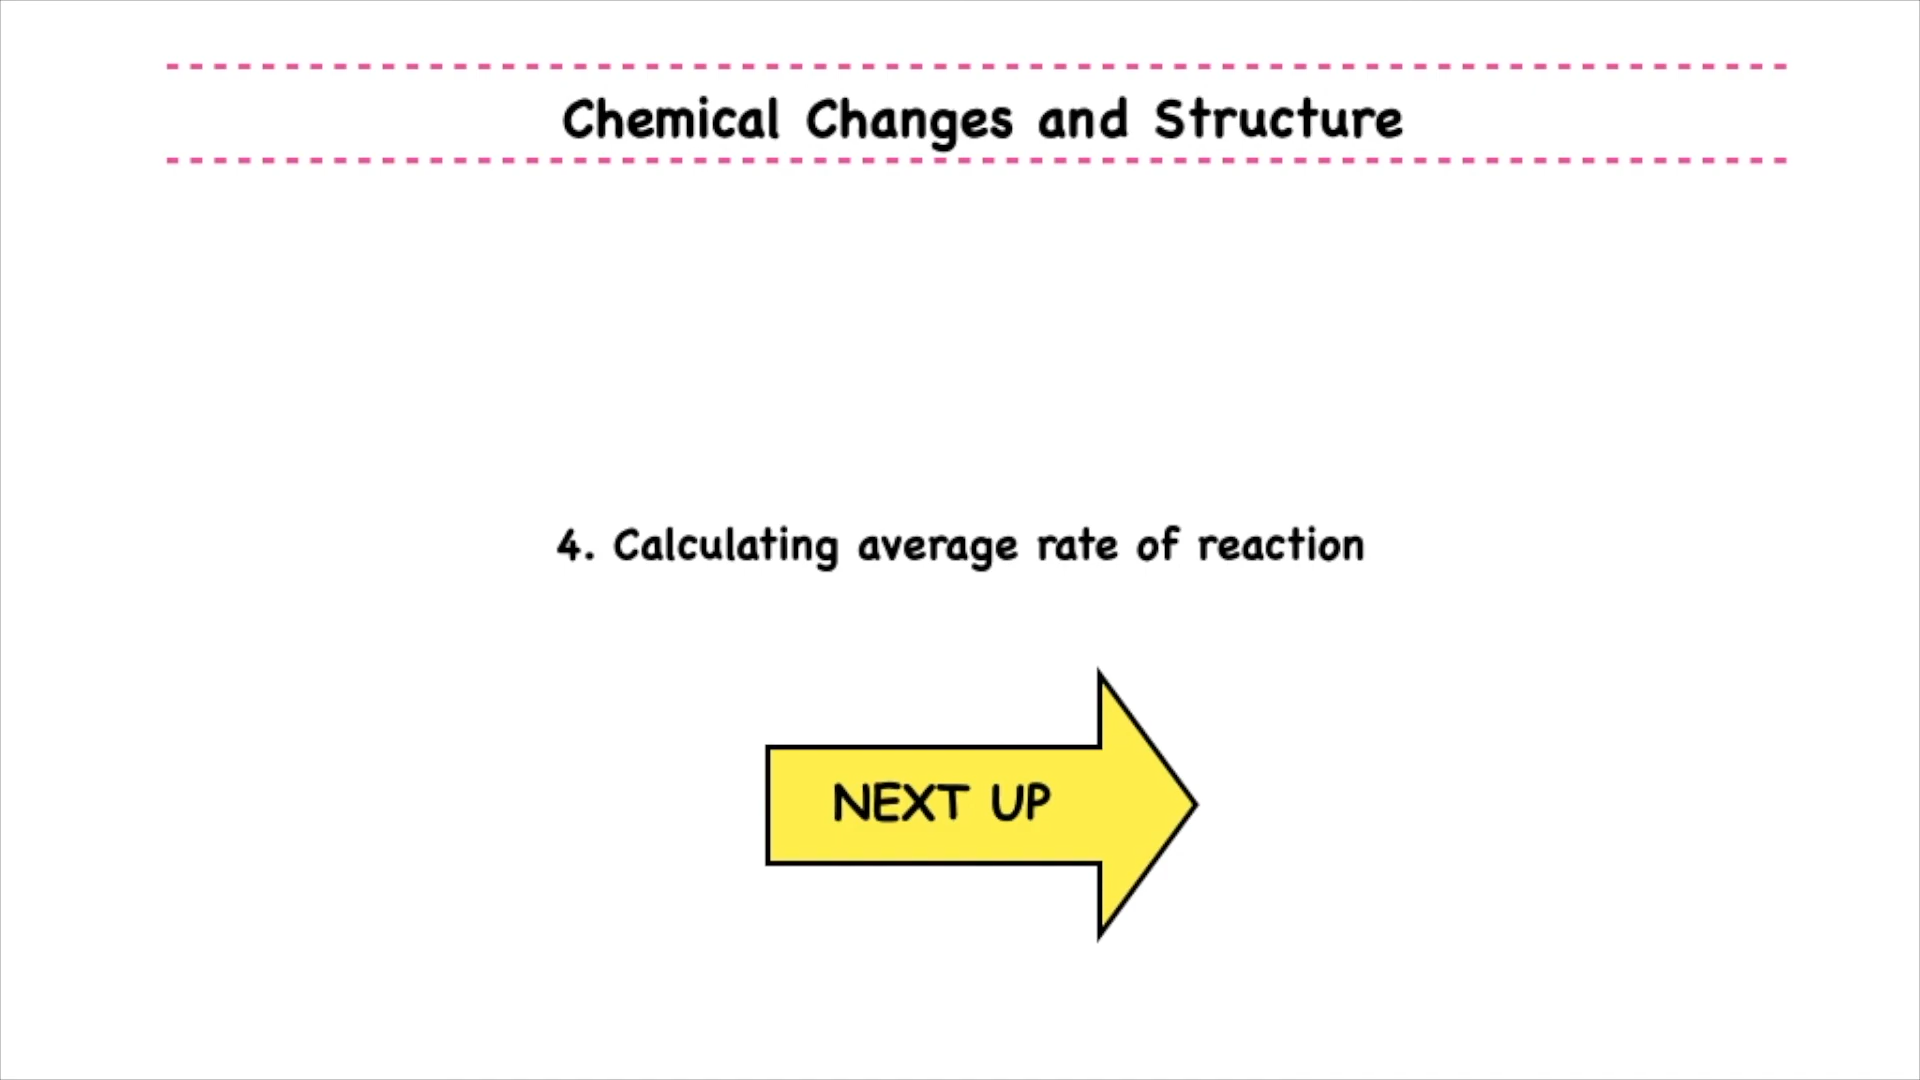 Chemical Changes and Structure
4. Calculating average rate of reaction
NEXT UP